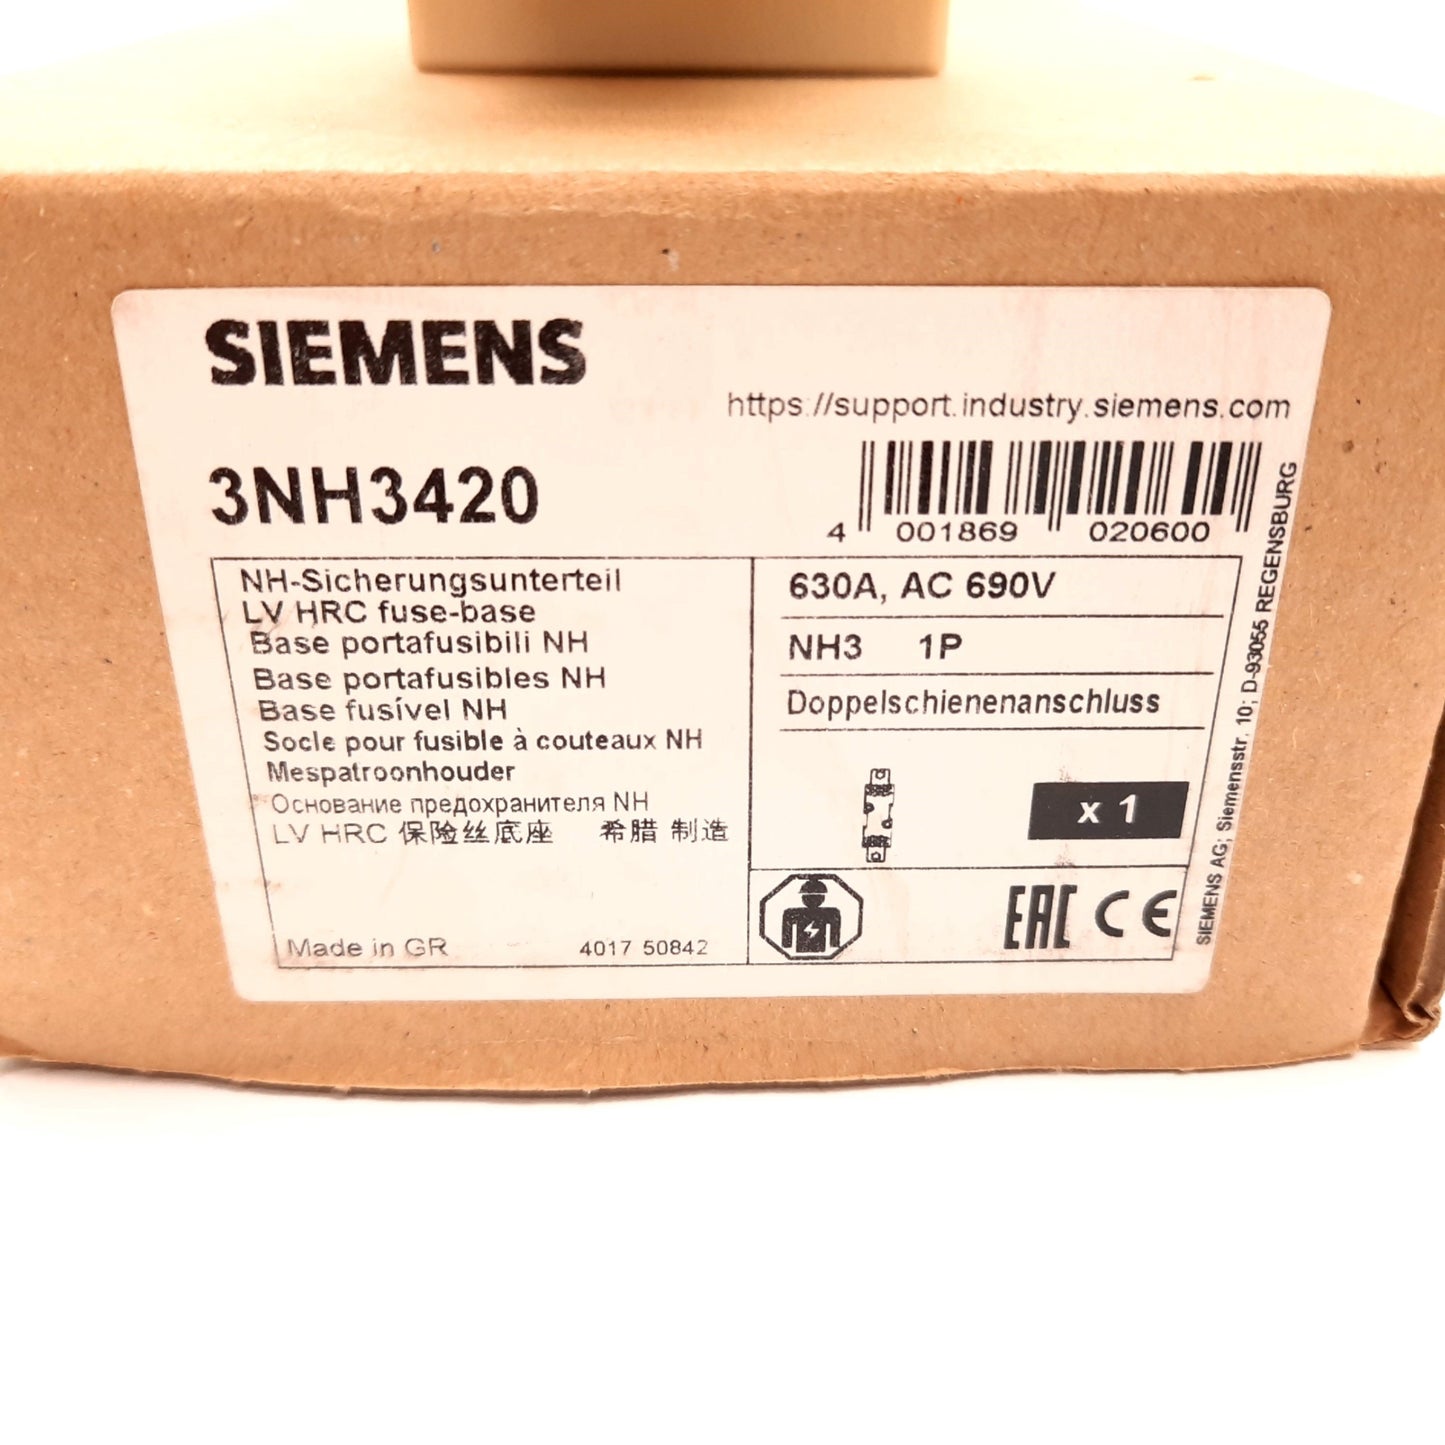 SIEMENS
https://support.industry.siemens.com
3NH3420
4 001869 020600
NH-Sicherungsunterteil
LV HRC fuse-base
Base portafusibili NH
Base portafusibles NH
Base fusível NH
Socle pour fusible à couteaux NH
Mespatroonhouder
Основание предохранителя NH
LV HRC 保险丝底座 希腊 制造
Made in GR 4017 50842
630A, AC 690V
NH3 1P
Doppelschienenanschluss
x 1
EAC CE
SIEMENS AG; Siemensstr. 10; D-93055 REGENSBURG